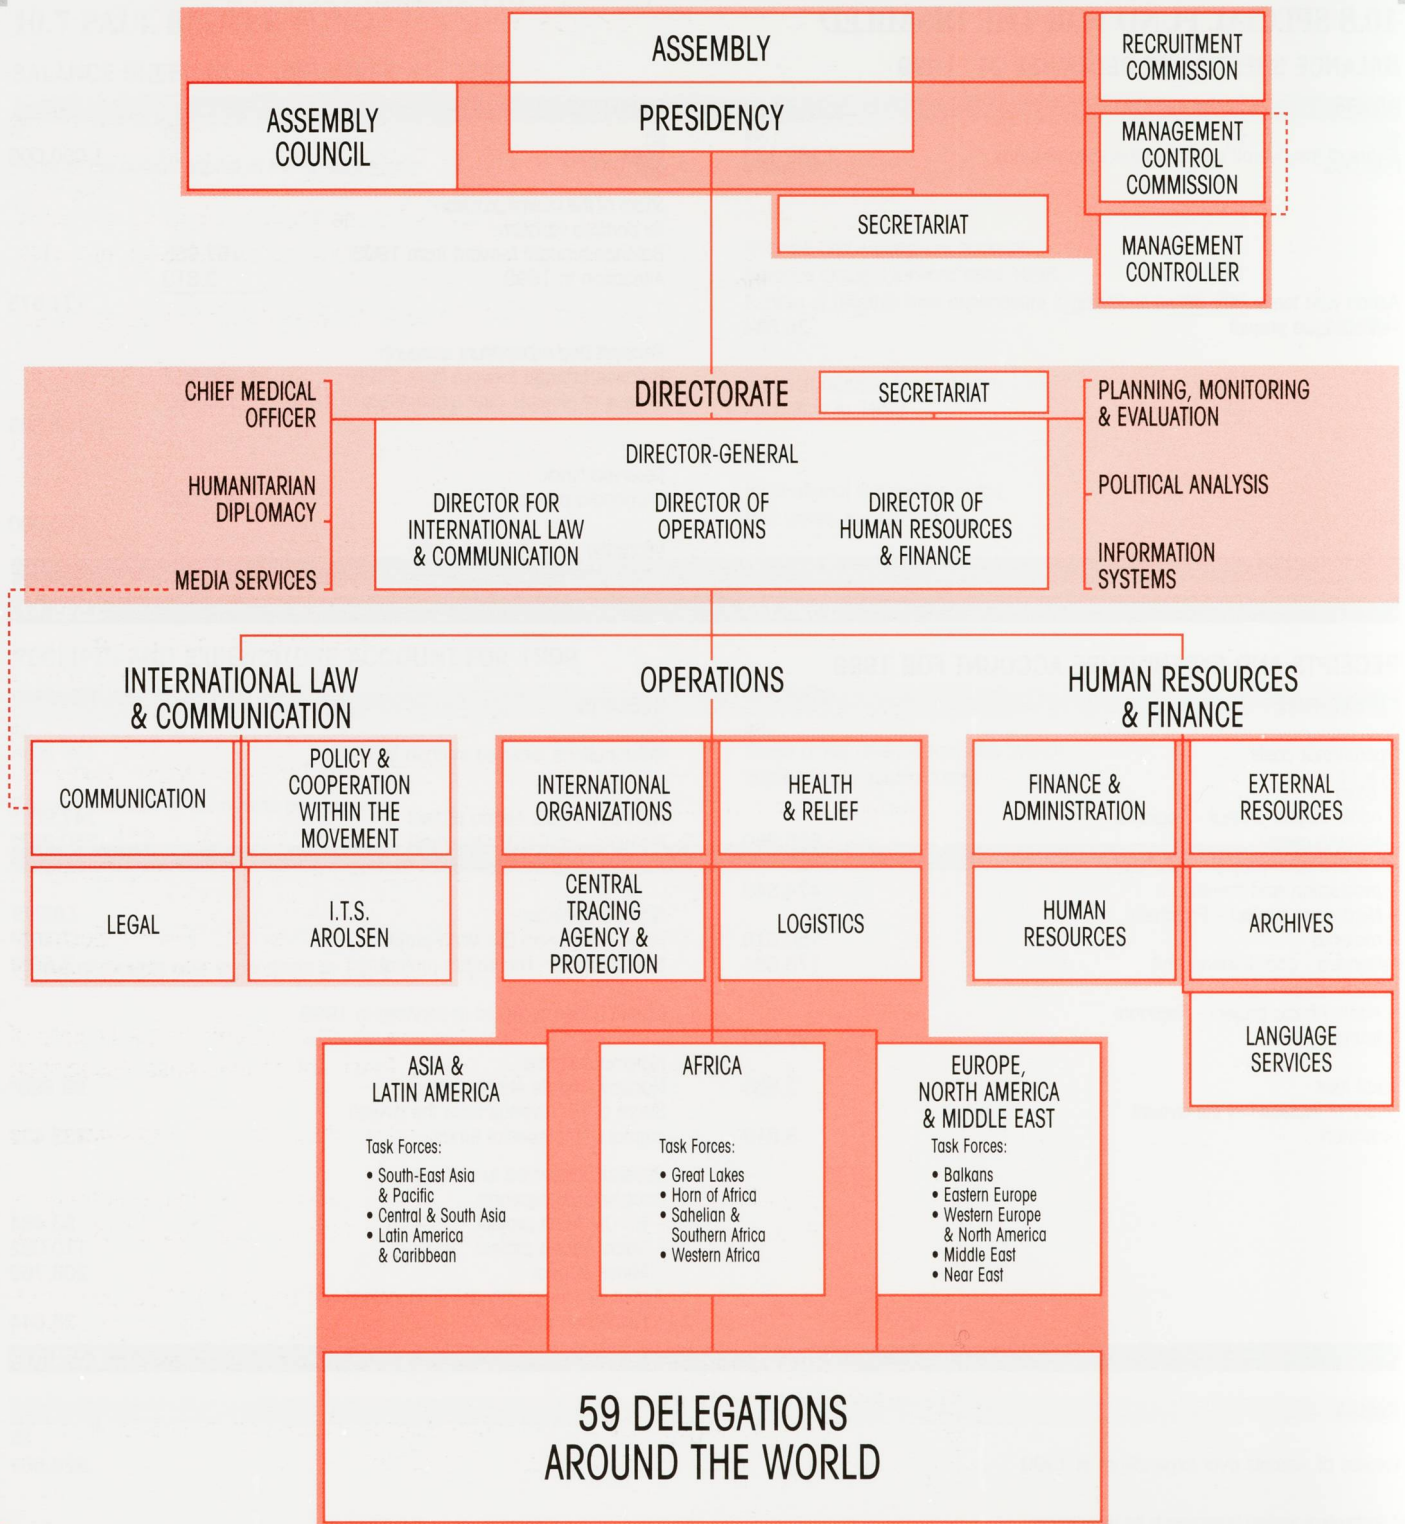 ASSEMBLY
PRESIDENCY
ASSEMBLY
COUNCIL
SECRETARIAT
RECRUITMENT
COMMISSION
MANAGEMENT
CONTROL
COMMISSION
MANAGEMENT
CONTROLLER
CHIEF MEDICAL
OFFICER
HUMANITARIAN
DIPLOMACY
MEDIA SERVICES
DIRECTORATE
SECRETARIAT
DIRECTOR-GENERAL
DIRECTOR FOR
INTERNATIONAL LAW
& COMMUNICATION
DIRECTOR OF
OPERATIONS
DIRECTOR OF
HUMAN RESOURCES
& FINANCE
PLANNING, MONITORING
& EVALUATION
POLITICAL ANALYSIS
INFORMATION
SYSTEMS
INTERNATIONAL LAW
& COMMUNICATION
COMMUNICATION
POLICY &
COOPERATION
WITHIN THE
MOVEMENT
LEGAL
I.T.S.
AROLSEN
OPERATIONS
INTERNATIONAL
ORGANIZATIONS
HEALTH
& RELIEF
CENTRAL
TRACING
AGENCY &
PROTECTION
LOGISTICS
HUMAN RESOURCES
& FINANCE
FINANCE &
ADMINISTRATION
EXTERNAL
RESOURCES
HUMAN
RESOURCES
ARCHIVES
LANGUAGE
SERVICES
ASIA &
LATIN AMERICA
Task Forces:
• South-East Asia
& Pacific
• Central & South Asia
• Latin America
& Caribbean
AFRICA
Task Forces:
• Great Lakes
• Horn of Africa
• Sahelian &
Southern Africa
• Western Africa
EUROPE,
NORTH AMERICA
& MIDDLE EAST
Task Forces:
• Balkans
• Eastern Europe
• Western Europe
& North America
• Middle East
• Near East
59 DELEGATIONS
AROUND THE WORLD